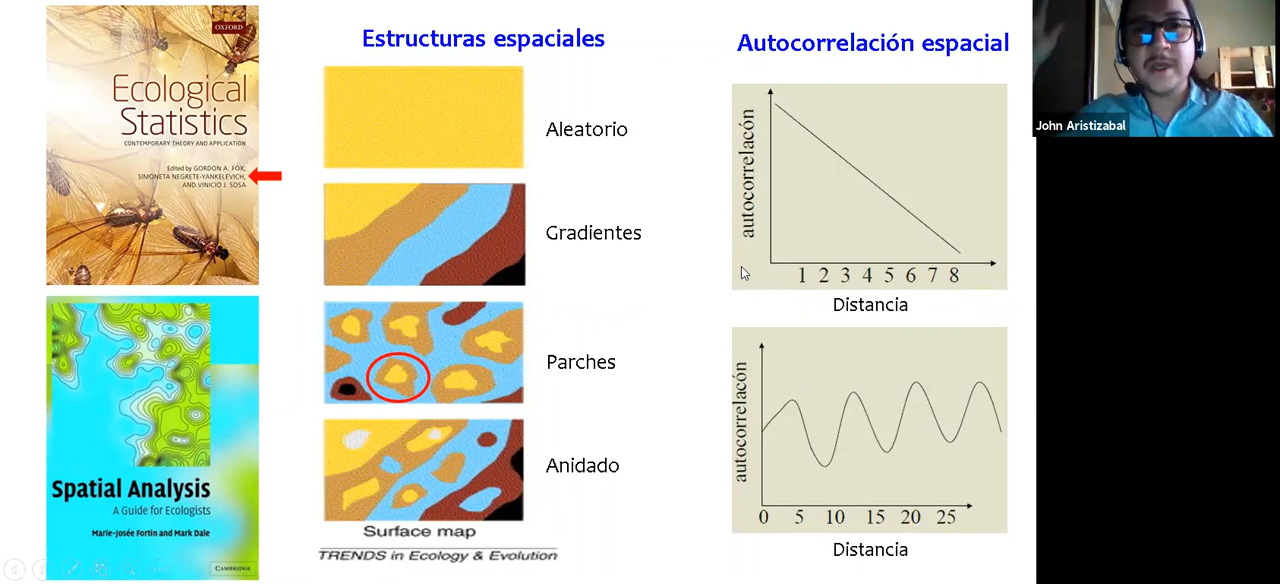 OXFORD
Ecological
Statistics
CONTEMPORARY THEORY AND APPLICATION
Edited by GORDON A. FOX,
SIMONETA NEGRETE-YANKELEVICH,
AND VINICIO J. SOSA
Spatial Analysis
A Guide for Ecologists
Marie-Josée Fortin and Mark Dale
CAMBRIDGE
Estructuras espaciales
Aleatorio
Gradientes
Parches
Anidado
Surface map
TRENDS in Ecology & Evolution
Autocorrelación espacial
autocorrelacón
1 2 3 4 5 6 7 8
Distancia
autocorrelacón
0 5 10 15 20 25
Distancia
John Aristizabal